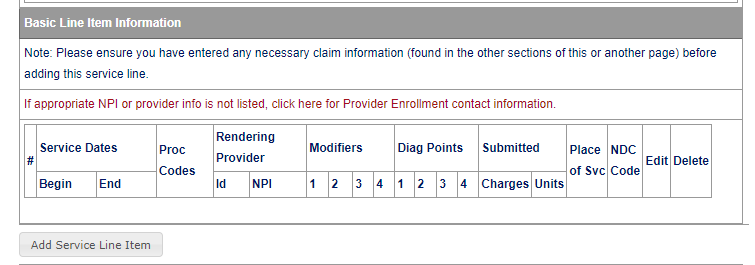 Basic Line Item Information
Note: Please ensure you have entered any necessary claim information (found in the other sections of this or another page) before
adding this service line.
If appropriate NPI or provider info is not listed, click here for Provider Enrollment contact information.
# Service Dates Proc Codes Rendering Provider Modifiers Diag Points Submitted Place of Svc NDC Code Edit Delete
Begin End Id NPI 1 2 3 4 1 2 3 4 Charges Units
Add Service Line Item